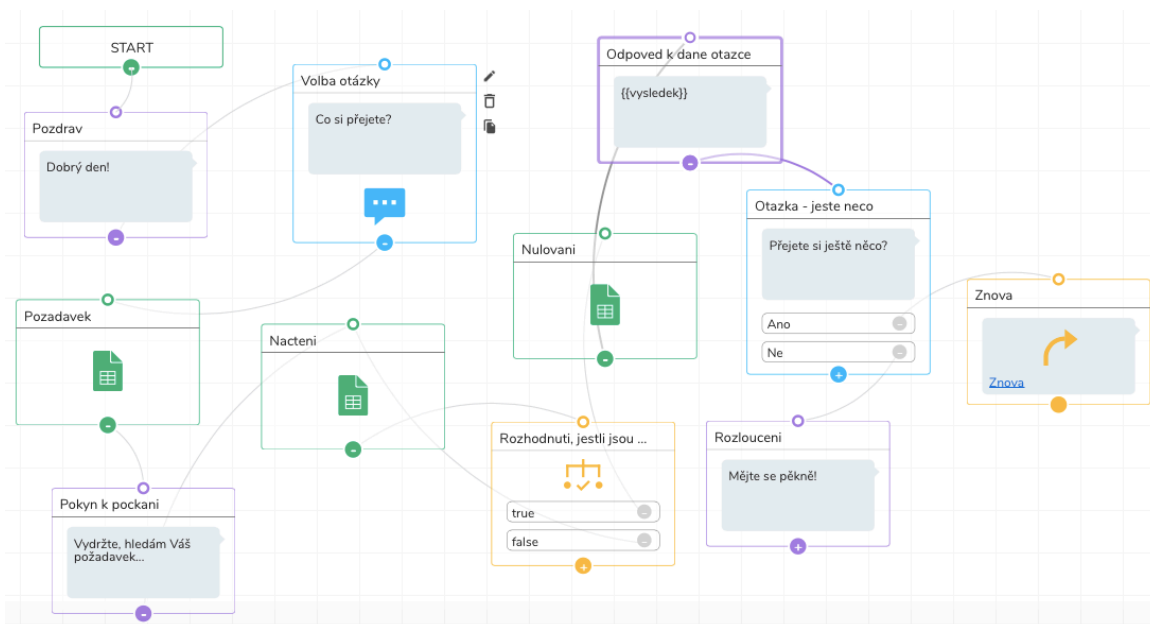 START
Pozdrav
Dobrý den!
Volba otázky
Co si přejete?
Odpoved k dane otazce
{{vysledek}}
Otazka - jeste neco
Přejete si ještě něco?
Ano
Ne
Nulovani
Znova
Znova
Pozadavek
Nacteni
Rozhodnuti, jestli jsou ...
true
false
Rozlouceni
Mějte se pěkně!
Pokyn k pockani
Vydržte, hledám Váš
požadavek...